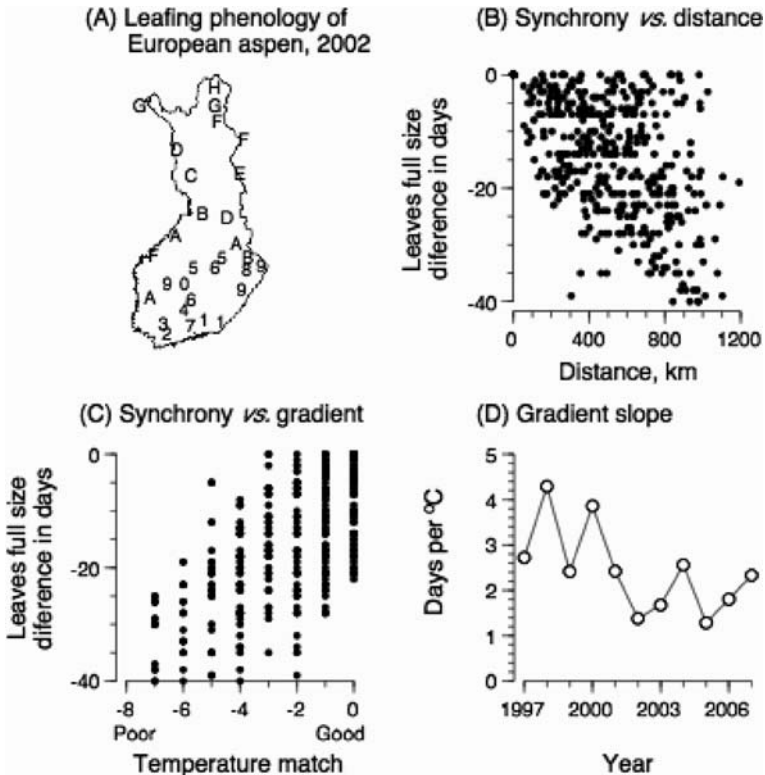 (A) Leafing phenology of
European aspen, 2002
H
G
G
F
F
D
C
E
B
D
A
A
F
5
5
6
B
8
9
9
0
9
A
6
4
3
2
7
1
1
(B) Synchrony vs. distance
Leaves full size
diference in days
0
-20
-40
0
400
800
1200
Distance, km
(C) Synchrony vs. gradient
Leaves full size
diference in days
0
-20
-40
-8
-6
-4
-2
0
Poor
Good
Temperature match
(D) Gradient slope
Days per ºC
5
4
3
2
1
0
1997
2000
2003
2006
Year